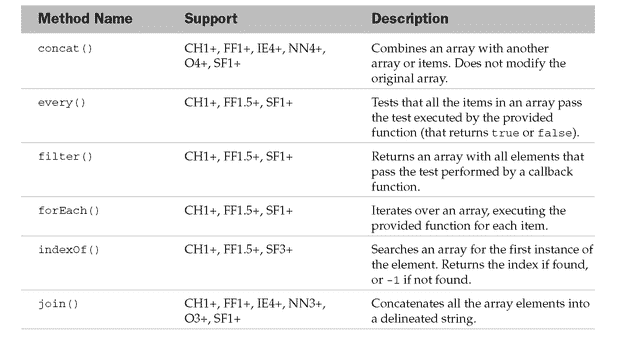 Method Name Support Description
concat() CH1+, FF1+, IE4+, NN4+, Combines an array with another
O4+, SF1+ array or items. Does not modify the
original array.
every() CH1+, FF1.5+, SF1+ Tests that all the items in an array pass
the test executed by the provided
function (that returns true or false).
filter() CH1+, FF1.5+, SF1+ Returns an array with all elements that
pass the test performed by a callback
function.
forEach() CH1+, FF1.5+, SF1+ Iterates over an array, executing the
provided function for each item.
indexOf() CH1+, FF1.5+, SF3+ Searches an array for the first instance of
the element. Returns the index if found,
or -1 if not found.
join() CH1+, FF1+, IE4+, NN3+, Concatenates all the array elements into
O3+, SF1+ a delineated string.